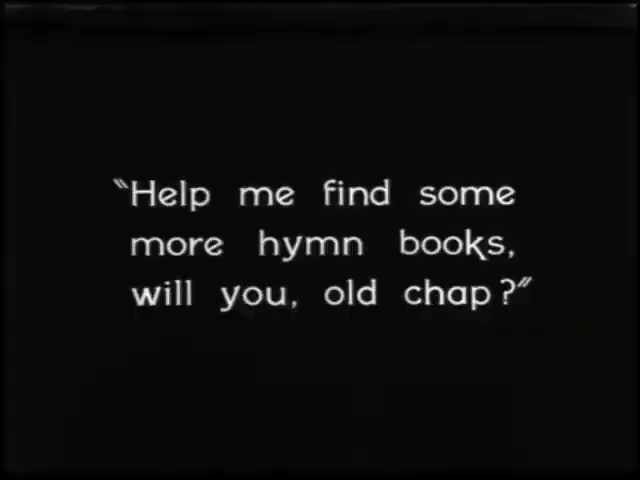 "Help me find some
more hymn books,
will you, old chap?"